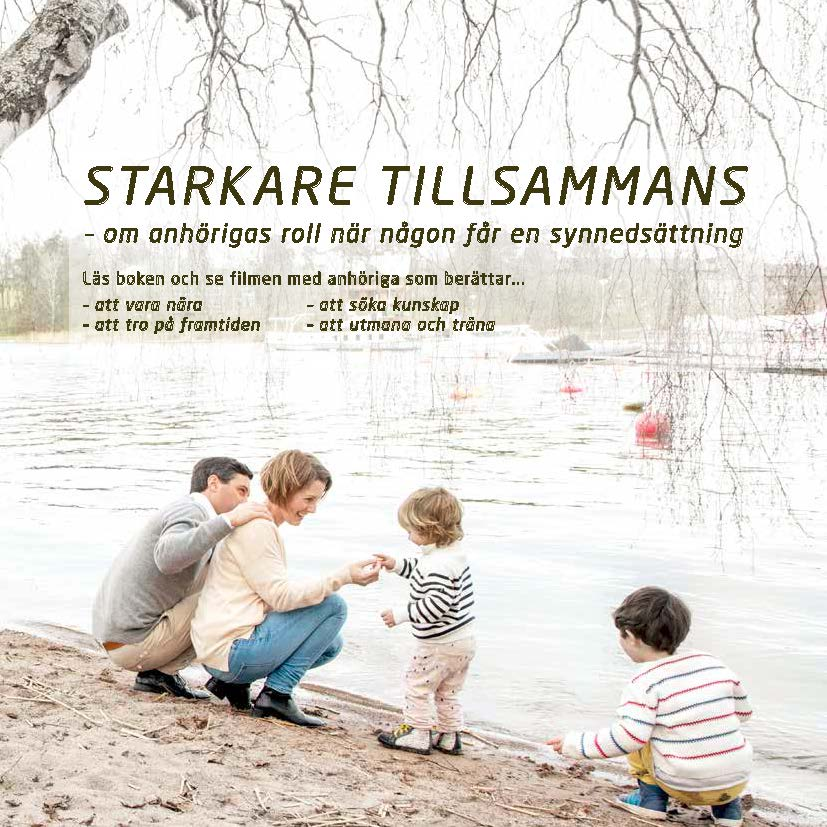 STARKARE TILLSAMMANS
– om anhörigas roll när någon får en synnedsättning
Läs boken och se filmen med anhöriga som berättar...
– att vara nära
– att tro på framtiden
– att söka kunskap
– att utmana och träna